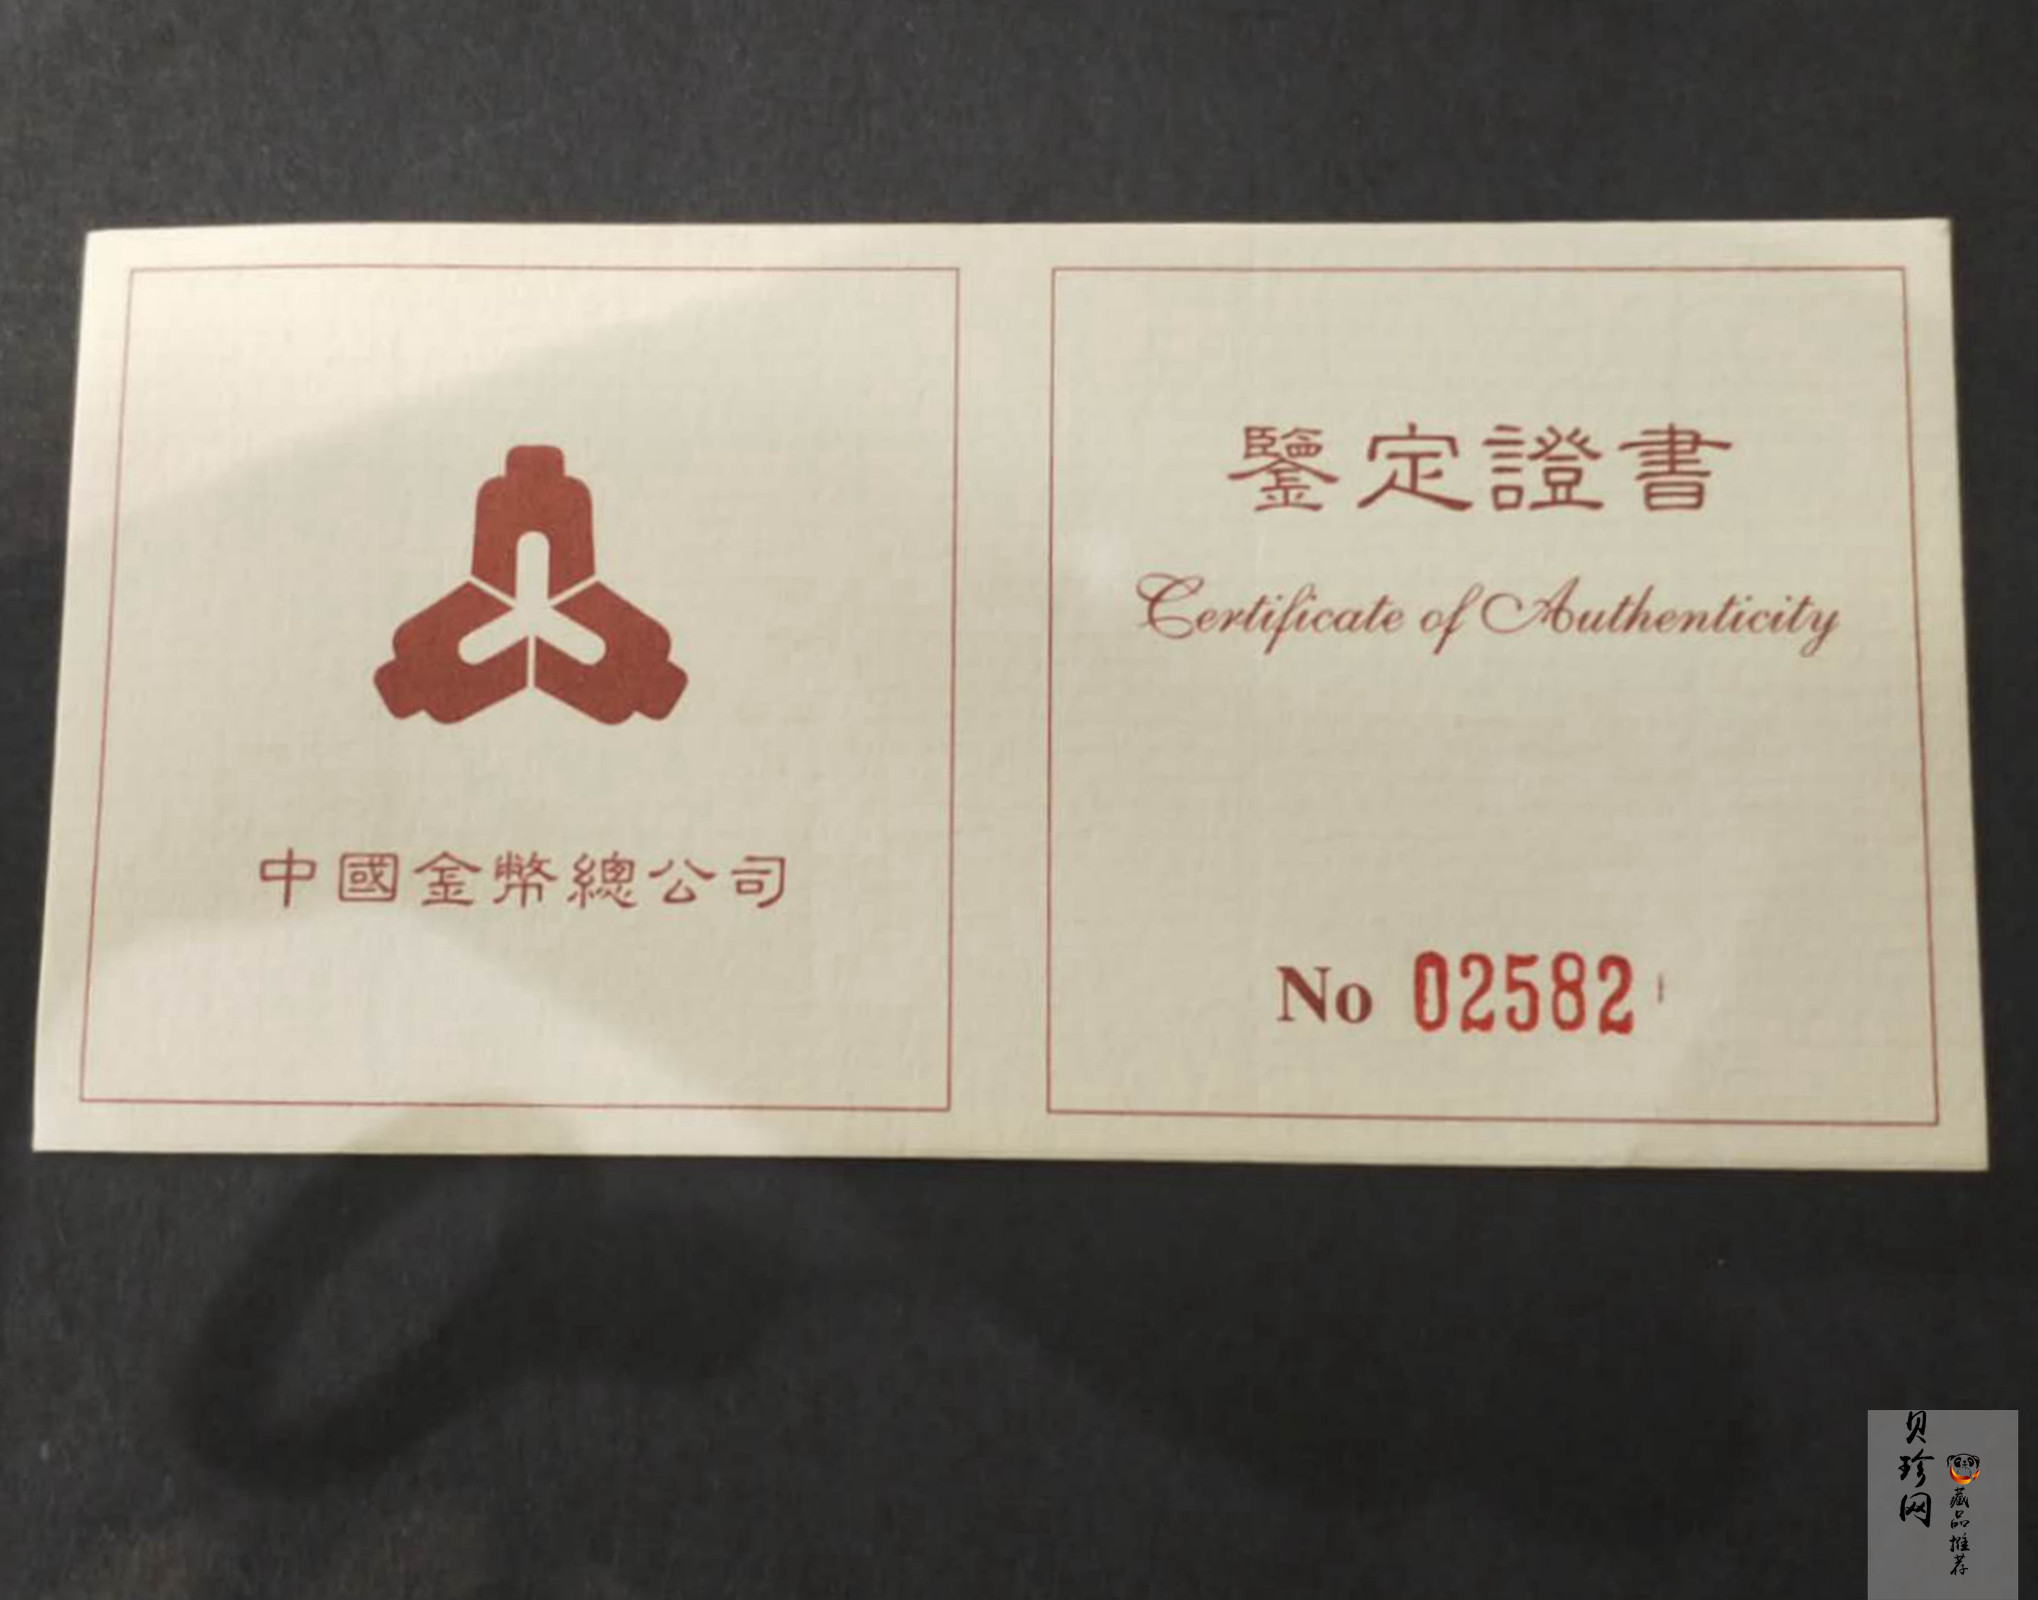 中國金幣總公司
鑒定證書
Certificate of Authenticity
No 02582
贝珍网
藏品推荐